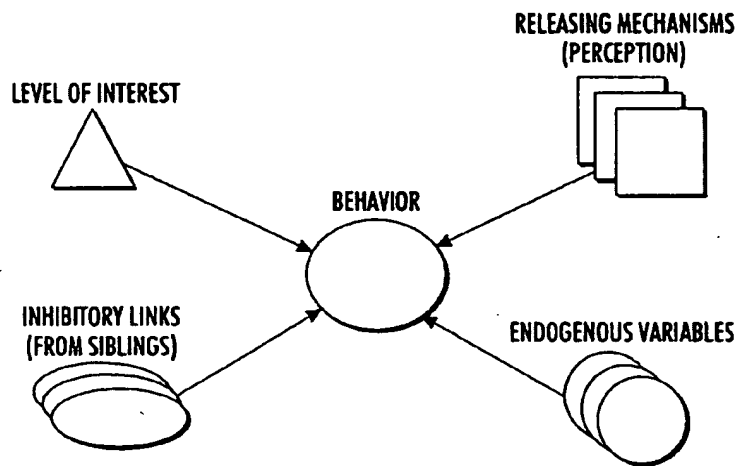 RELEASING MECHANISMS
(PERCEPTION)
LEVEL OF INTEREST
BEHAVIOR
INHIBITORY LINKS
(FROM SIBLINGS)
ENDOGENOUS VARIABLES